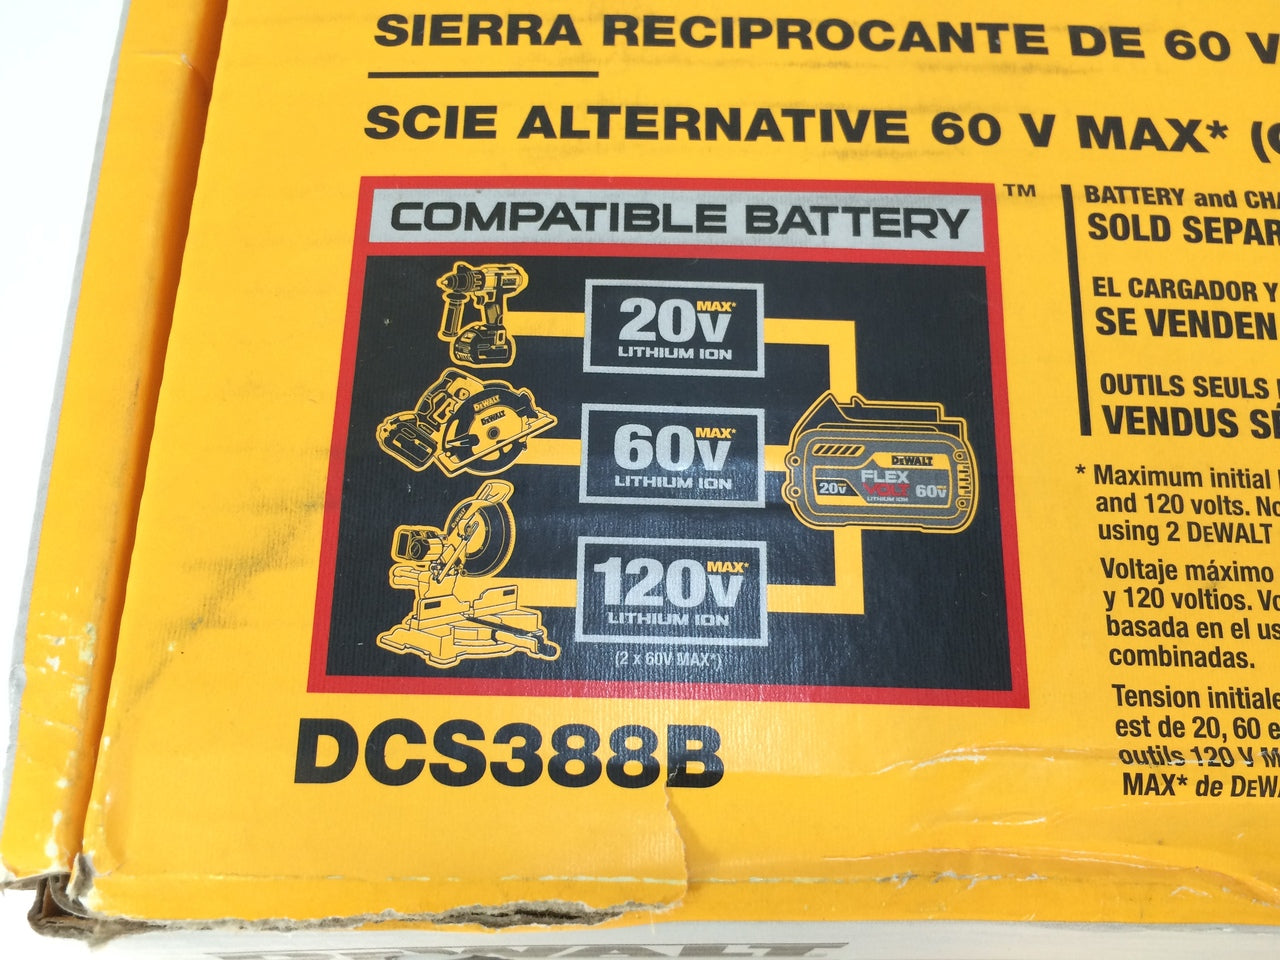 SIERRA RECIPROCANTE DE 60 V
SCIE ALTERNATIVE 60 V MAX* (
COMPATIBLE BATTERY ™
20V MAX*
LITHIUM ION
60V MAX*
LITHIUM ION
120V MAX*
LITHIUM ION
(2 x 60V MAX*)
DEWALT
DEWALT
DEWALT
FLEX
VOLT
LITHIUM ION
20V
60V
DCS388B
BATTERY and CHA
SOLD SEPAR
EL CARGADOR Y
SE VENDEN
OUTILS SEULS
VENDUS SÉ
* Maximum initial
and 120 volts. No
using 2 DEWALT
Voltaje máximo
y 120 voltios. Vo
basada en el us
combinadas.
Tension initiale
est de 20, 60 e
outils 120 V M
MAX* de DEWA
DEWALT